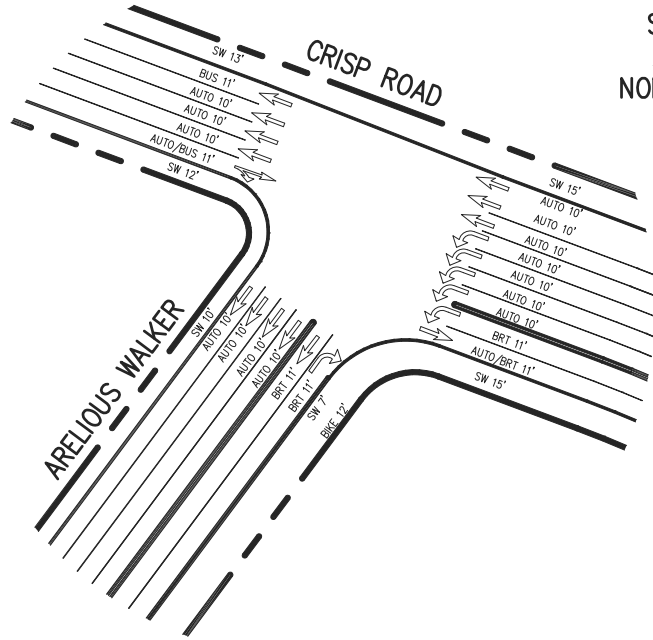 S
NOI
CRISP ROAD
SW 13'
BUS 11'
AUTO 10'
AUTO 10'
AUTO 10'
AUTO/BUS 11'
SW 12'
SW 15'
AUTO 10'
AUTO 10'
AUTO 10'
AUTO 10'
AUTO 10'
AUTO 10'
BRT 11'
AUTO/BRT 11'
SW 15'
ARELIOUS WALKER
SW 10'
AUTO 10'
AUTO 10'
AUTO 10'
AUTO 10'
BRT 11'
BRT 11'
SW 7'
BIKE 12'